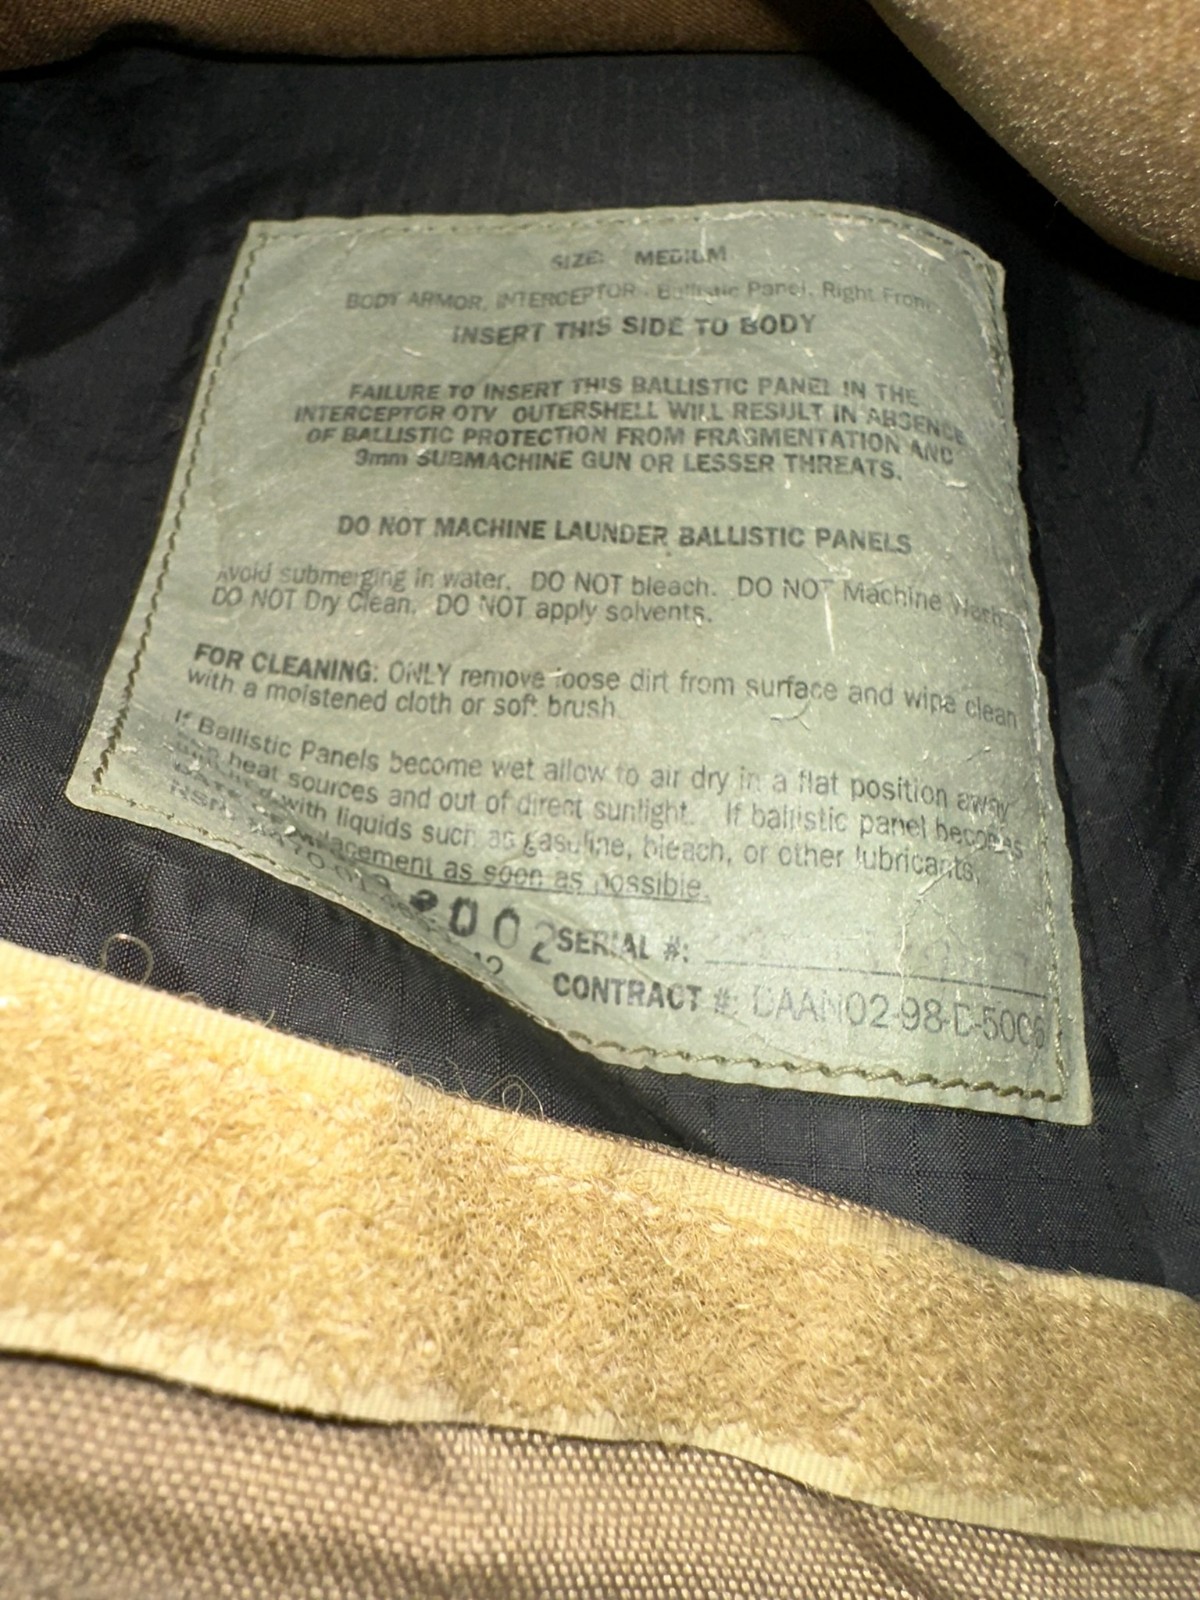 SIZE: MEDIUM
BODY ARMOR, INTERCEPTOR - Ballistic Panel, Right Front
INSERT THIS SIDE TO BODY
FAILURE TO INSERT THIS BALLISTIC PANEL IN THE
INTERCEPTOR OTV OUTERSHELL WILL RESULT IN ABSENCE
OF BALLISTIC PROTECTION FROM FRAGMENTATION AND
9mm SUBMACHINE GUN OR LESSER THREATS.
DO NOT MACHINE LAUNDER BALLISTIC PANELS
Avoid submerging in water. DO NOT bleach. DO NOT Machine Wash.
DO NOT Dry Clean. DO NOT apply solvents.
FOR CLEANING: ONLY remove loose dirt from surface and wipe clean
with a moistened cloth or soft brush
If Ballistic Panels become wet allow to air dry in a flat position away
heat sources and out of direct sunlight. If ballistic panel becomes
with liquids such as gasoline, bleach, or other lubricants,
as soon as possible.
2002 SERIAL #:
CONTRACT #: DAAN02-98-D-5006